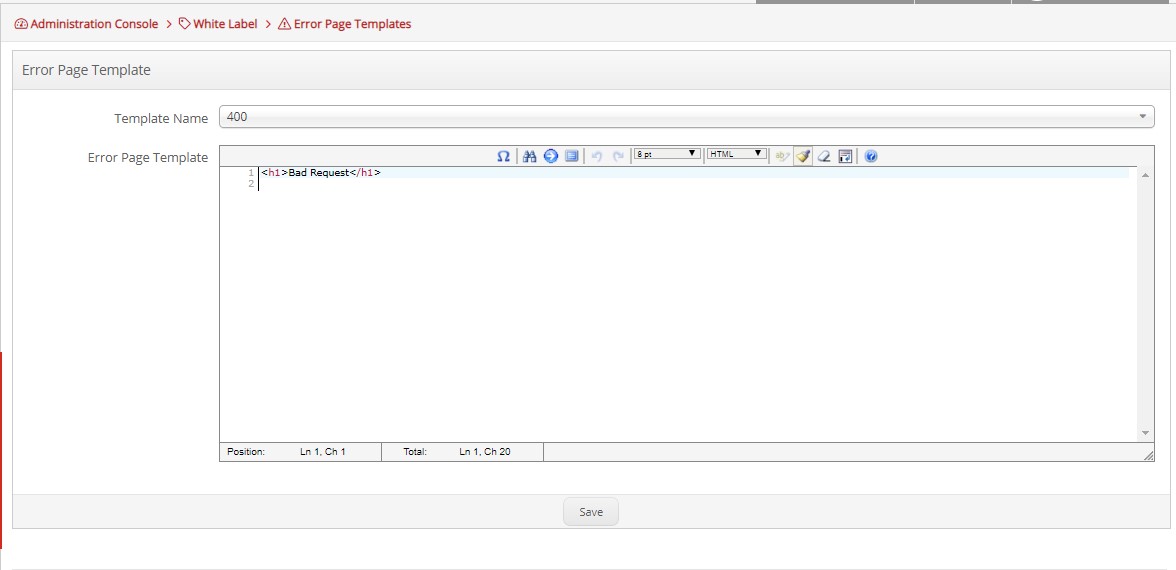 Administration Console > White Label > Error Page Templates
Error Page Template
Template Name 400
Error Page Template
8 pt HTML
1 <h1>Bad Request</h1>
2
Position: Ln 1, Ch 1 Total: Ln 1, Ch 20
Save